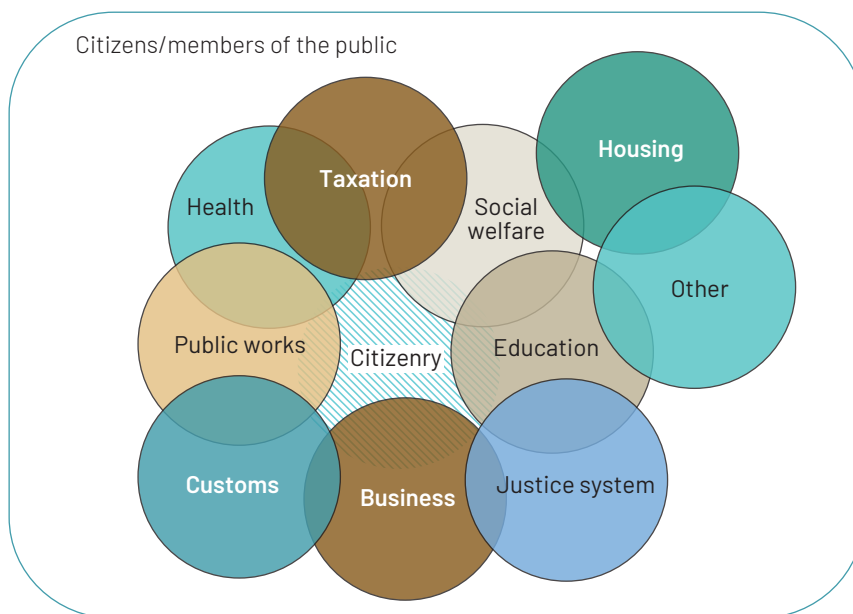 Citizens/members of the public
Housing
Taxation
Health
Social
welfare
Other
Public works
Citizenry
Education
Customs
Business
Justice system